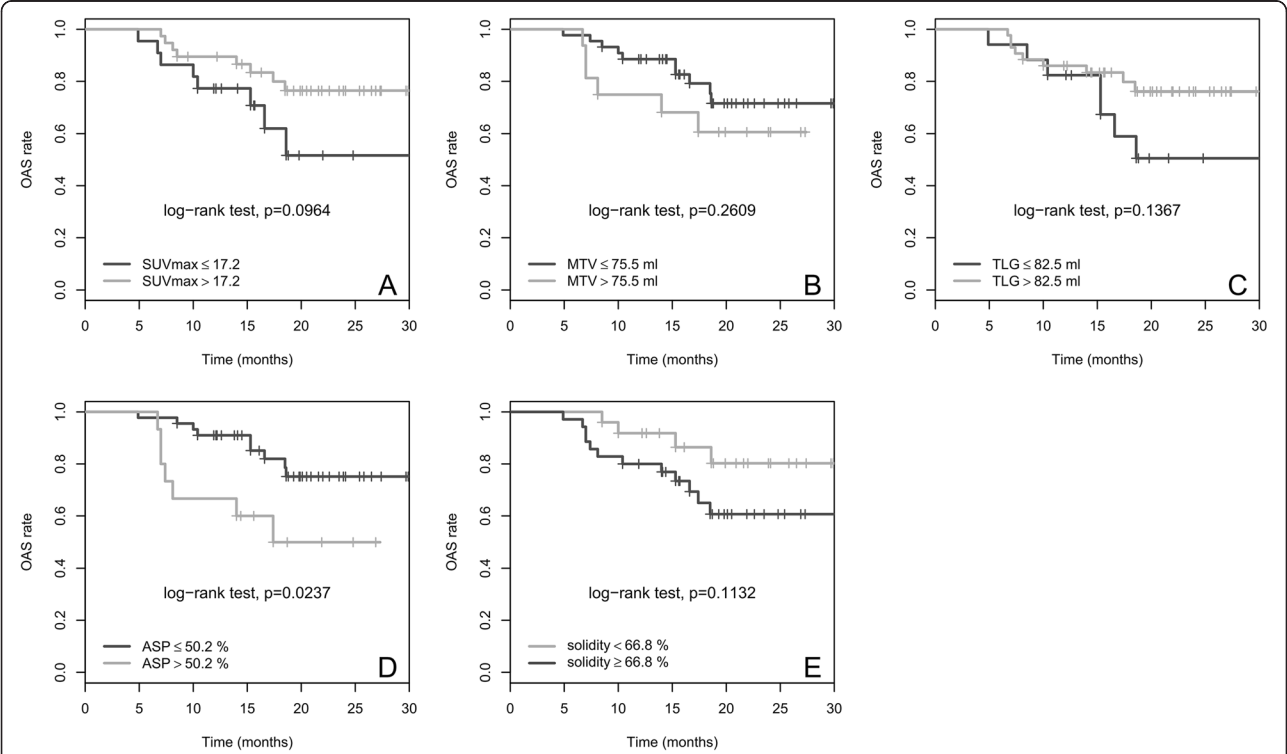 1.0
0.8
0.6
0.4
0.2
0.0
OAS rate
log−rank test, p=0.0964
SUVmax ≤ 17.2
SUVmax > 17.2
A
0 5 10 15 20 25 30
Time (months)
1.0
0.8
0.6
0.4
0.2
0.0
OAS rate
log−rank test, p=0.2609
MTV ≤ 75.5 ml
MTV > 75.5 ml
B
0 5 10 15 20 25 30
Time (months)
1.0
0.8
0.6
0.4
0.2
0.0
OAS rate
log−rank test, p=0.1367
TLG ≤ 82.5 ml
TLG > 82.5 ml
C
0 5 10 15 20 25 30
Time (months)
1.0
0.8
0.6
0.4
0.2
0.0
OAS rate
log−rank test, p=0.0237
ASP ≤ 50.2 %
ASP > 50.2 %
D
0 5 10 15 20 25 30
Time (months)
1.0
0.8
0.6
0.4
0.2
0.0
OAS rate
log−rank test, p=0.1132
solidity < 66.8 %
solidity ≥ 66.8 %
E
0 5 10 15 20 25 30
Time (months)